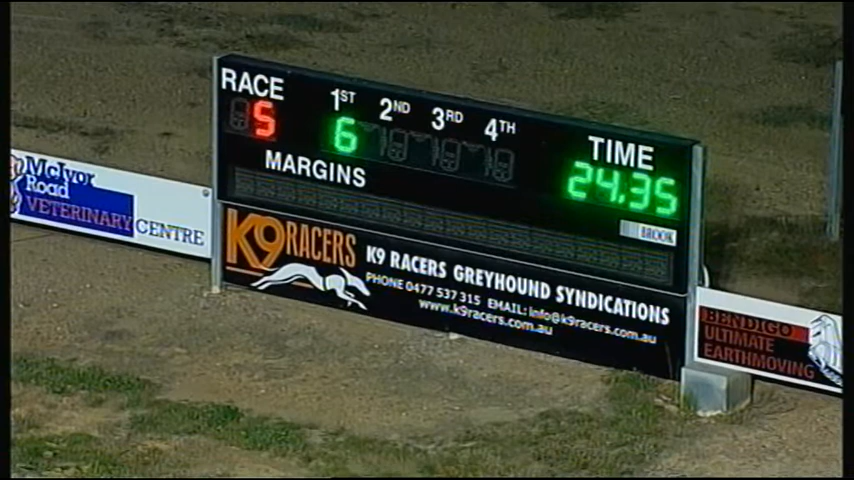 RACE 1ST 2ND 3RD 4TH TIME
5 6 24.35
MARGINS
BROOK
McIvor
Road
VETERINARY
CENTRE
K9 RACERS
K9 RACERS GREYHOUND SYNDICATIONS
PHONE 0477 537 315 EMAIL: info@k9racers.com.au
www.k9racers.com.au
BENDIGO
ULTIMATE
EARTHMOVING